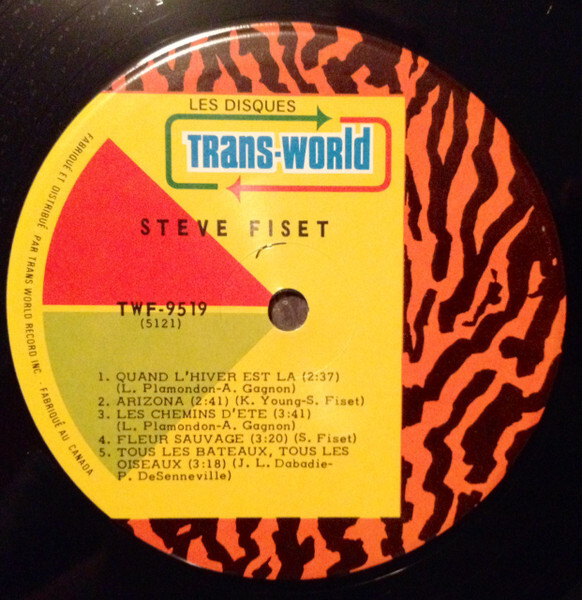 LES DISQUES
TRANS-WORLD
STEVE FISET
TWF-9519
(5121)
1. QUAND L'HIVER EST LA (2:37)
(L. Plamondon-A. Gagnon)
2. ARIZONA (2:41) (K. Young-S. Fiset)
3. LES CHEMINS D'ETE (3:41)
(L. Plamondon-A. Gagnon)
4. FLEUR SAUVAGE (3:20) (S. Fiset)
5. TOUS LES BATEAUX, TOUS LES
OISEAUX (3:18) (J. L. Dabadie-
P. DeSenneville)
FABRIQUÉ ET DISTRIBUÉ PAR TRANS WORLD RECORD INC. · FABRIQUÉ AU CANADA